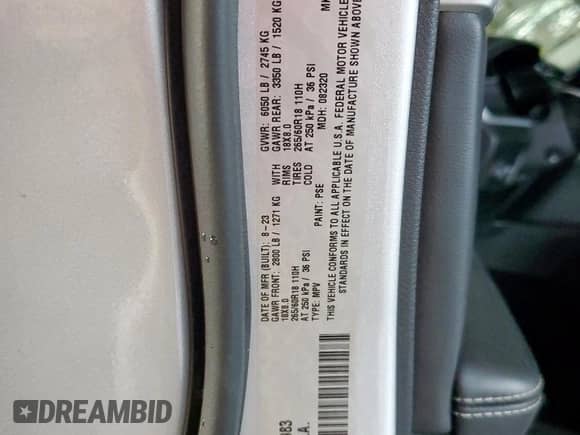 DATE OF MFR (BUILT): 8-23 GVWR: 6050 LB / 2745 KG
GAWR FRONT: 2800 LB / 1271 KG WITH GAWR REAR: 3350 LB / 1520 KG
18X8.0 RIMS 18X8.0
265/60R18 110H TIRES 265/60R18 110H
AT 250 kPa / 36 PSI COLD AT 250 kPa / 36 PSI
TYPE: MPV PAINT: PSE MDH: 082320 MK
THIS VEHICLE CONFORMS TO ALL APPLICABLE U.S.A. FEDERAL MOTOR VEHICLE
STANDARDS IN EFFECT ON THE DATE OF MANUFACTURE SHOWN ABOVE
DREAMBID